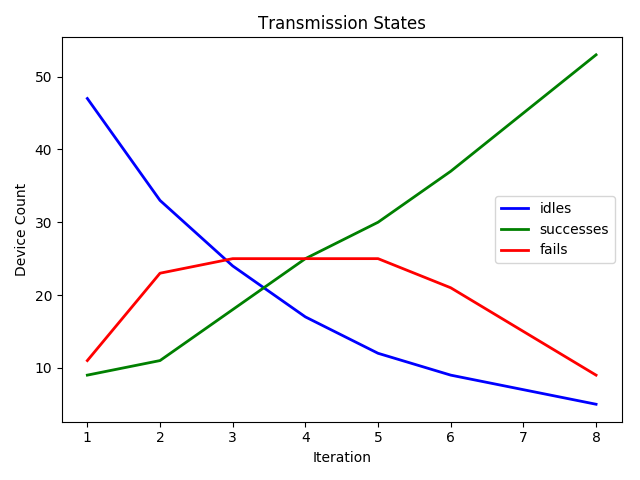 Transmission States
Device Count
50
40
30
20
10
idles
successes
fails
1 2 3 4 5 6 7 8
Iteration